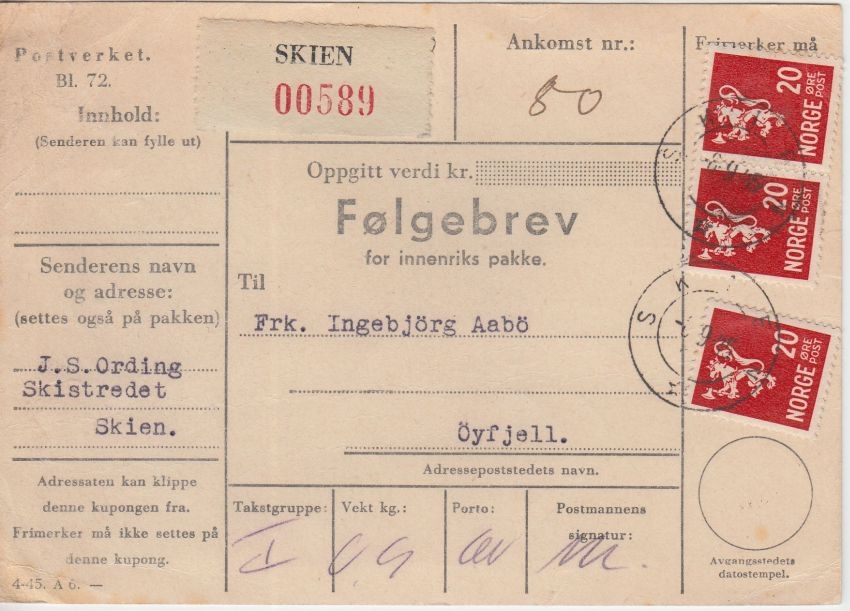 Postverket.
Bl. 72.
Innhold:
(Senderen kan fylle ut)
Senderens navn
og adresse:
(settes også på pakken)
J.S.Ording
Skistredet
Skien.
Adressaten kan klippe
denne kupongen fra.
Frimerker må ikke settes på
denne kupong.
4-45. A 6. —
SKIEN
00589
Ankomst nr.:
80
Frimerker må
Oppgitt verdi kr.
Følgebrev
for innenriks pakke.
Til
Frk. Ingebjörg Aabö
Öyfjell.
Adressepoststedets navn.
Takstgruppe:
I
Vekt kg.:
0,9
Porto:
Postmannens
signatur:
20
ØRE
NORGE POST
20
ØRE
NORGE POST
20
ØRE
NORGE POST
Avgangsstedets
datostempel.